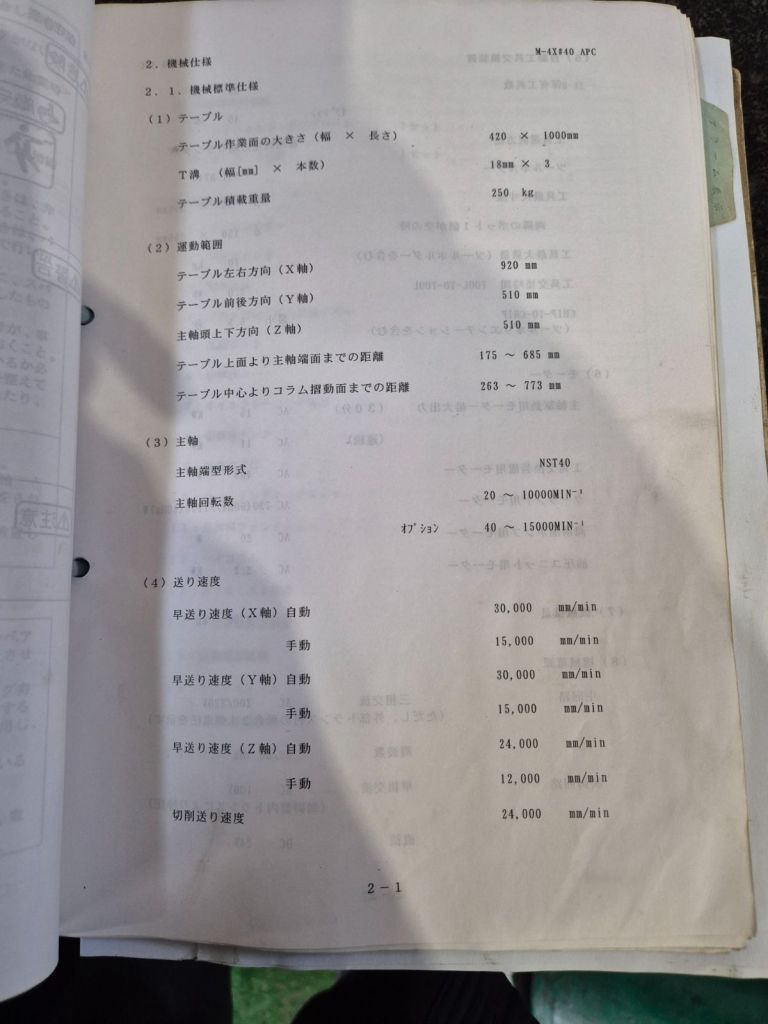 M-4X#40 APC
2．機械仕様
2．1．機械標準仕様
(1) テーブル
テーブル作業面の大きさ（幅 × 長さ） 420 × 1000mm
T溝 （幅[mm] × 本数） 18mm × 3
テーブル積載重量 250 kg
(2) 運動範囲
テーブル左右方向（X軸） 920 mm
テーブル前後方向（Y軸） 510 mm
主軸頭上下方向（Z軸） 510 mm
テーブル上面より主軸端面までの距離 175 ～ 685 mm
テーブル中心よりコラム摺動面までの距離 263 ～ 773 mm
(3) 主軸
主軸端型形式 NST40
主軸回転数 20 ～ 10000MIN⁻¹
ｵﾌﾟｼｮﾝ 40 ～ 15000MIN⁻¹
(4) 送り速度
早送り速度（X軸）自動 30,000 mm/min
手動 15,000 mm/min
早送り速度（Y軸）自動 30,000 mm/min
手動 15,000 mm/min
早送り速度（Z軸）自動 24,000 mm/min
手動 12,000 mm/min
切削送り速度 24,000 mm/min
2－1